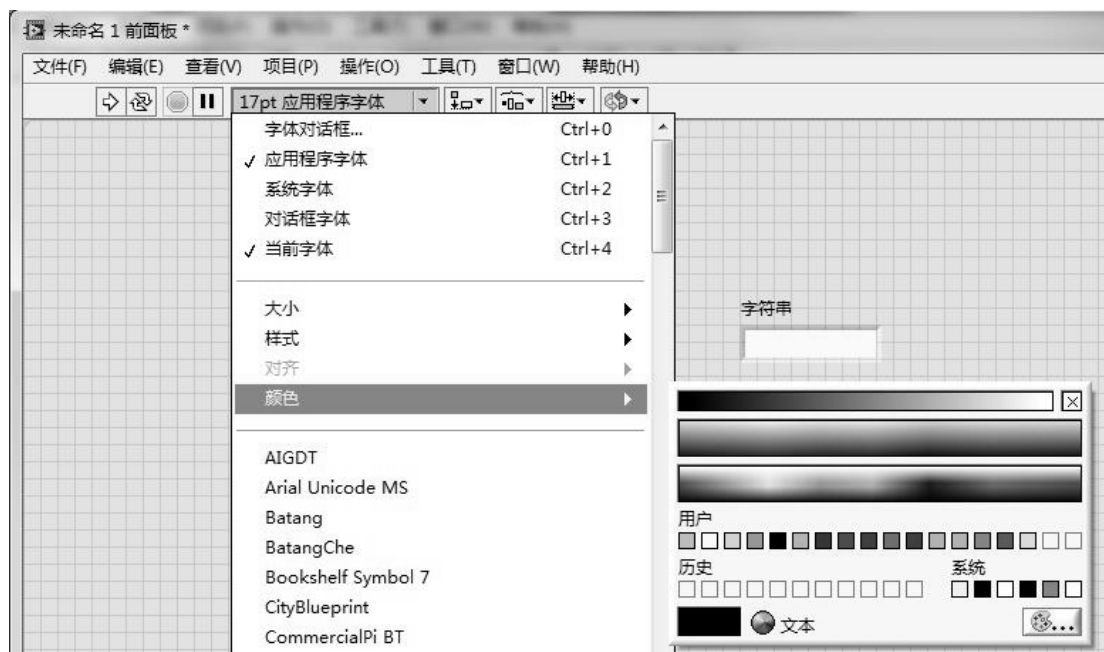 未命名 1 前面板 *
文件(F) 编辑(E) 查看(V) 项目(P) 操作(O) 工具(T) 窗口(W) 帮助(H)
17pt 应用程序字体
字体对话框... Ctrl+0
✓ 应用程序字体 Ctrl+1
系统字体 Ctrl+2
对话框字体 Ctrl+3
✓ 当前字体 Ctrl+4
大小
样式
对齐
颜色
AIGDT
Arial Unicode MS
Batang
BatangChe
Bookshelf Symbol 7
CityBlueprint
CommercialPi BT
字符串
用户
历史 系统
文本